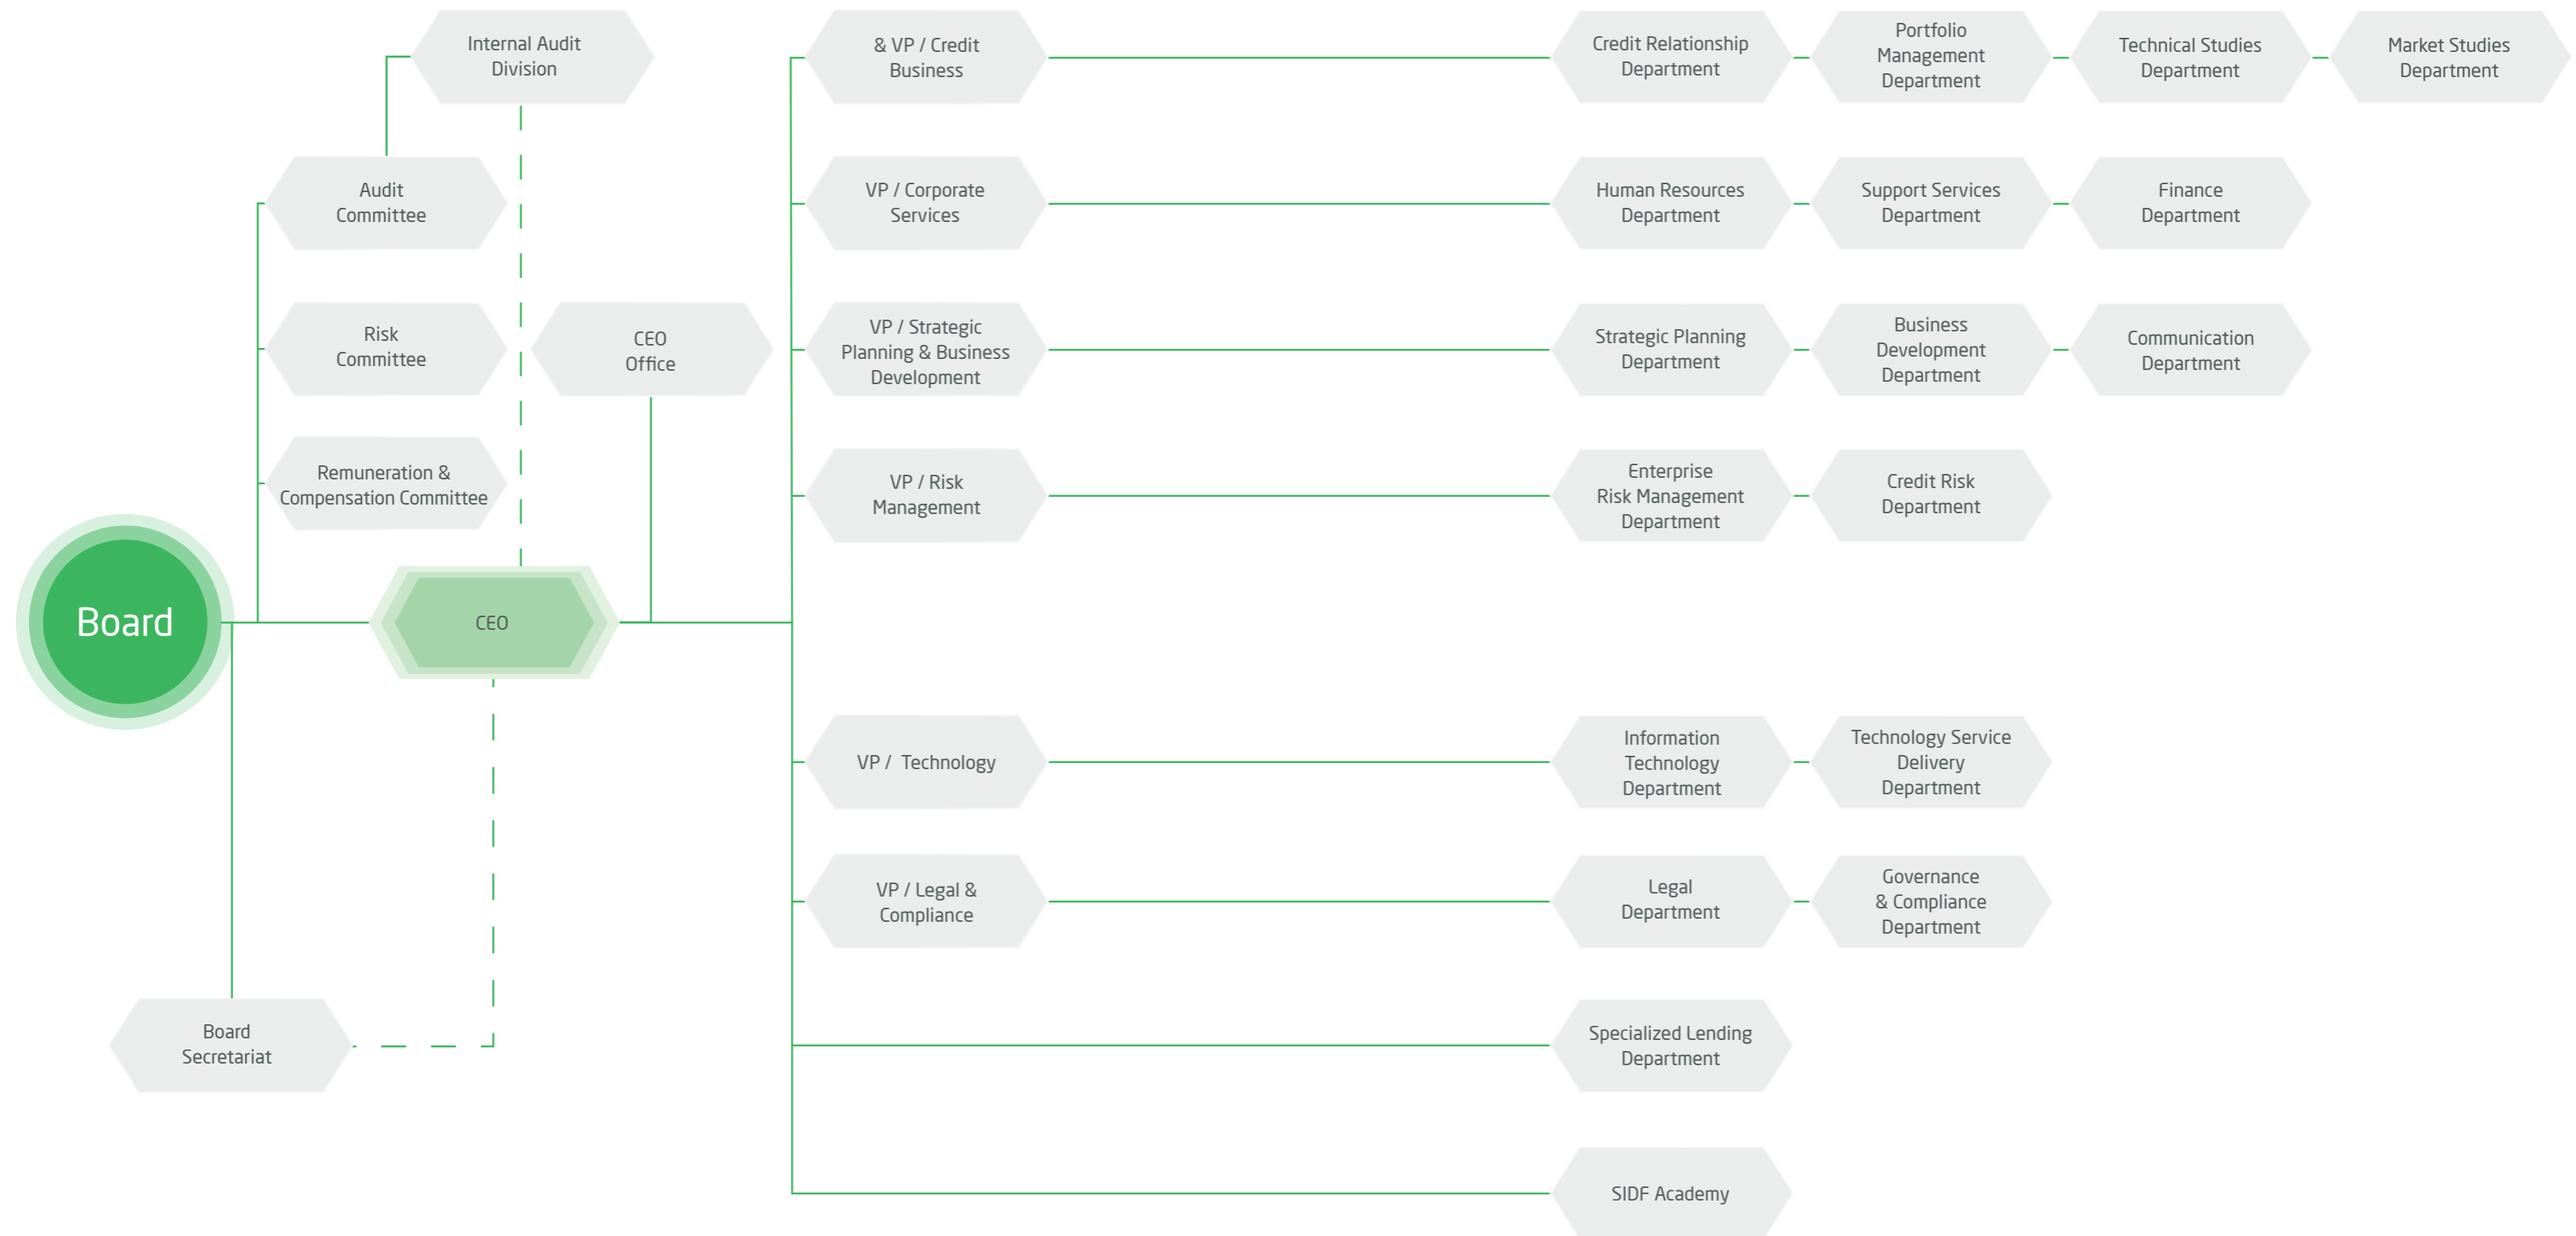 Internal Audit
Division
Audit
Committee
Risk
Committee
Remuneration &
Compensation Committee
CEO
Office
Board
CEO
Board
Secretariat
& VP / Credit
Business
Credit Relationship
Department
Portfolio
Management
Department
Technical Studies
Department
Market Studies
Department
VP / Corporate
Services
Human Resources
Department
Support Services
Department
Finance
Department
VP / Strategic
Planning & Business
Development
Strategic Planning
Department
Business
Development
Department
Communication
Department
VP / Risk
Management
Enterprise
Risk Management
Department
Credit Risk
Department
VP / Technology
Information
Technology
Department
Technology Service
Delivery
Department
VP / Legal &
Compliance
Legal
Department
Governance
& Compliance
Department
Specialized Lending
Department
SIDF Academy